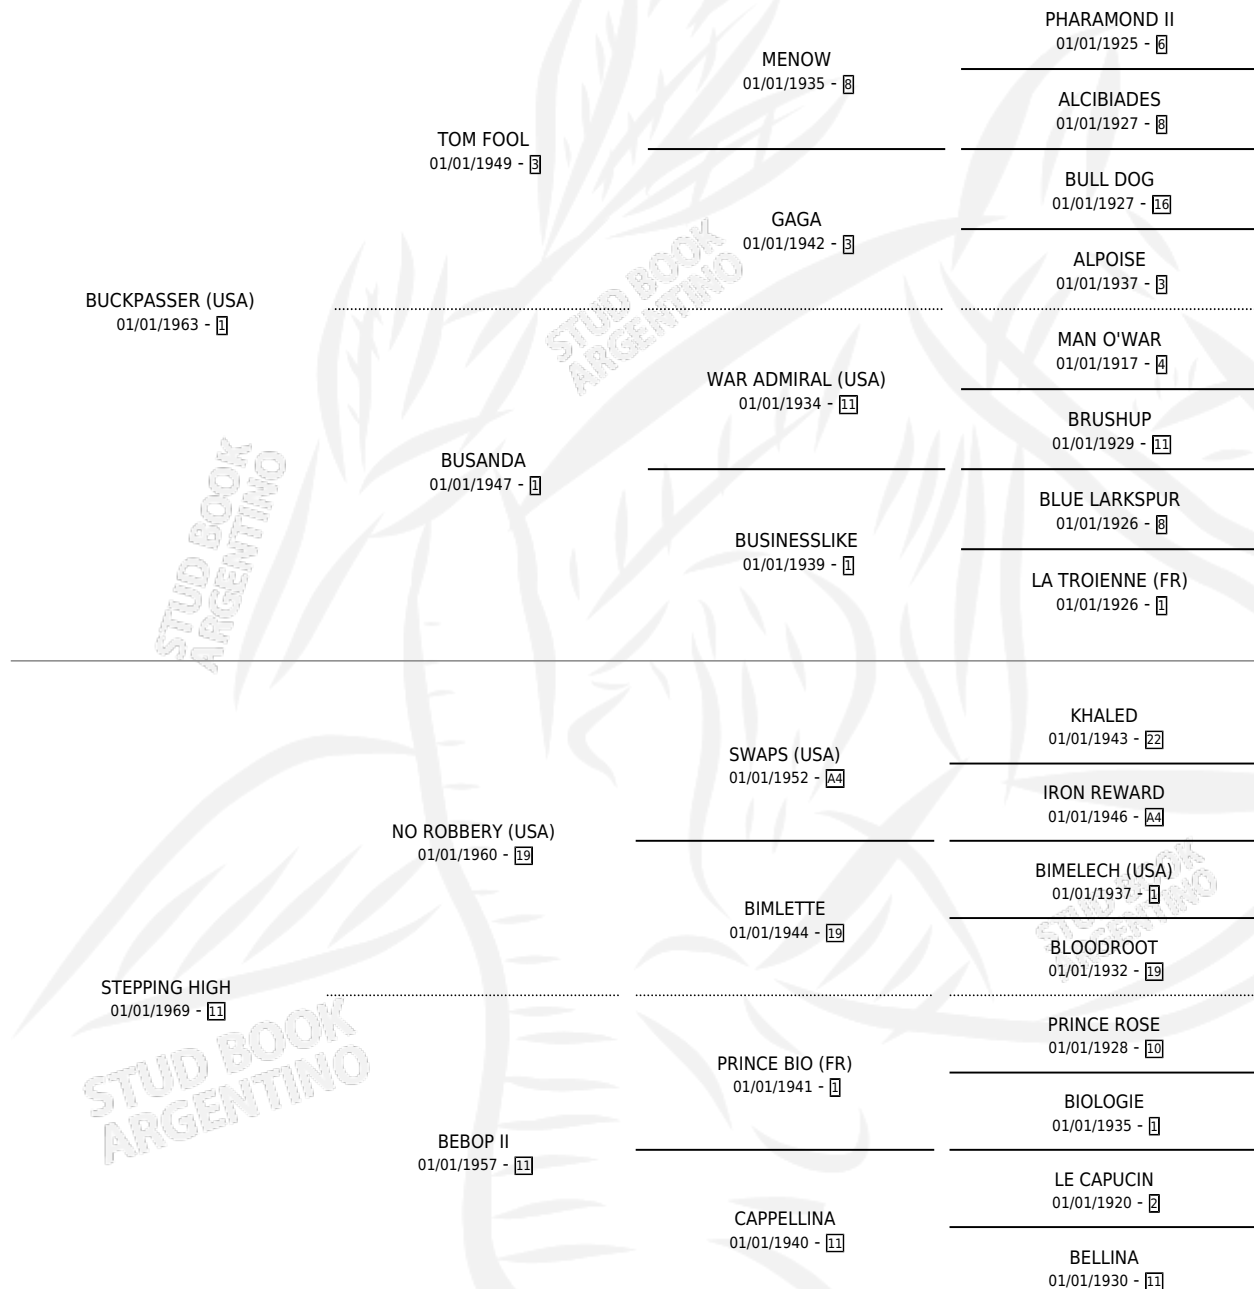 PHARAMOND II
01/01/1925 - 6
MENOW
01/01/1935 - 8
ALCIBIADES
01/01/1927 - 8
TOM FOOL
01/01/1949 - 3
BULL DOG
01/01/1927 - 16
GAGA
01/01/1942 - 3
ALPOISE
01/01/1937 - 3
BUCKPASSER (USA)
01/01/1963 - 1
MAN O'WAR
01/01/1917 - 4
WAR ADMIRAL (USA)
01/01/1934 - 11
BRUSHUP
01/01/1929 - 11
BUSANDA
01/01/1947 - 1
BLUE LARKSPUR
01/01/1926 - 8
BUSINESSLIKE
01/01/1939 - 1
LA TROIENNE (FR)
01/01/1926 - 1
KHALED
01/01/1943 - 22
SWAPS (USA)
01/01/1952 - A4
IRON REWARD
01/01/1946 - A4
NO ROBBERY (USA)
01/01/1960 - 19
BIMELECH (USA)
01/01/1937 - 1
BIMLETTE
01/01/1944 - 19
BLOODROOT
01/01/1932 - 19
STEPPING HIGH
01/01/1969 - 11
PRINCE ROSE
01/01/1928 - 10
PRINCE BIO (FR)
01/01/1941 - 1
BIOLOGIE
01/01/1935 - 1
BEBOP II
01/01/1957 - 11
LE CAPUCIN
01/01/1920 - 2
CAPPELLINA
01/01/1940 - 11
BELLINA
01/01/1930 - 11
STUD BOOK
ARGENTINO
STUD BOOK
ARGENTINO
STUD BOOK
ARGENTINO
STUD BOOK
ARGENTINO